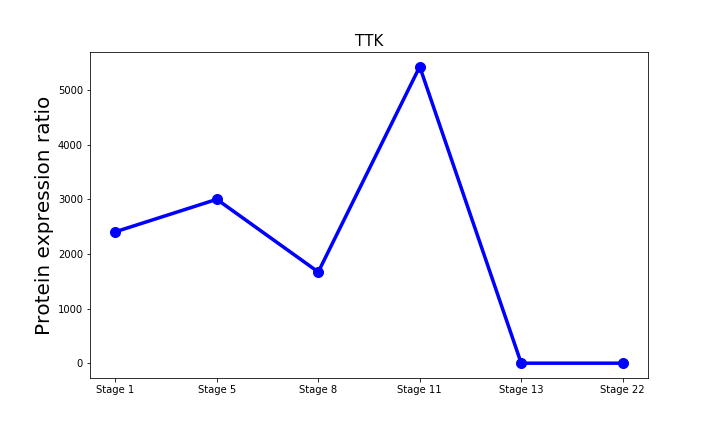 TTK
Protein expression ratio
5000
4000
3000
2000
1000
0
Stage 1 Stage 5 Stage 8 Stage 11 Stage 13 Stage 22